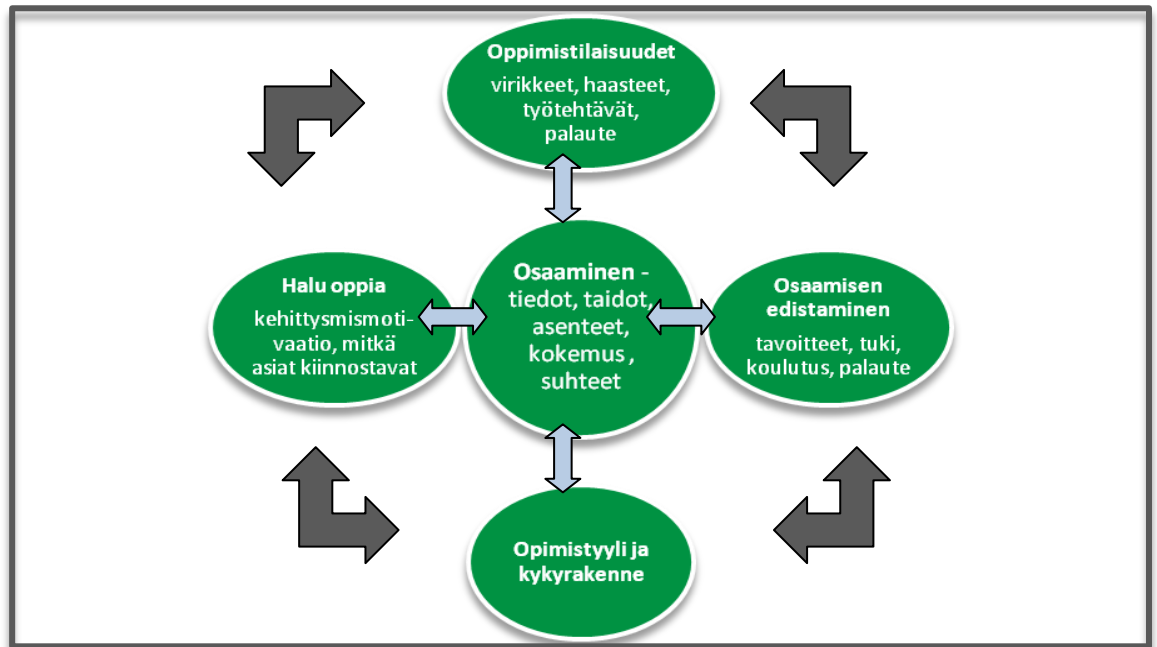 Oppimistilaisuudet
virikkeet, haasteet,
työtehtävät,
palaute
Halu oppia
kehittysmismoti-
vaatio, mitkä
asiat kiinnostavat
Osaaminen -
tiedot, taidot,
asenteet,
kokemus ,
suhteet
Osaamisen
edistaminen
tavoitteet, tuki,
koulutus, palaute
Opimistyyli ja
kykyrakenne